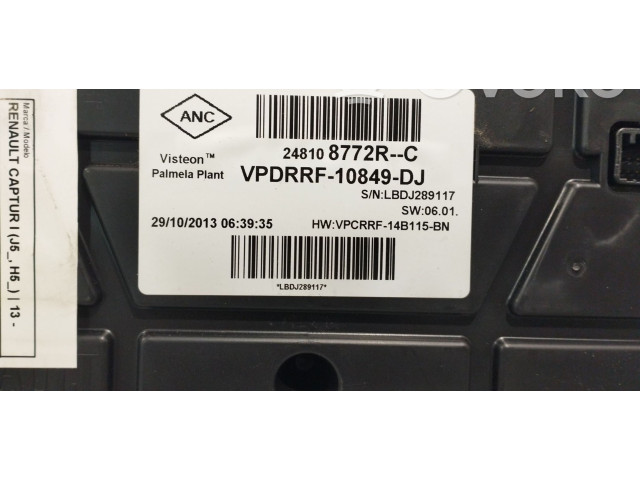 ANC
Visteon™
Palmela Plant
24810 8772R--C
VPDRRF-10849-DJ
S/N:LBDJ289117
SW:06.01.
29/10/2013 06:39:35
HW:VPCRRF-14B115-BN
*LBDJ289117*
Marca / Modelo
RENAULT CAPTUR I (J5_, H5_) | 13 -